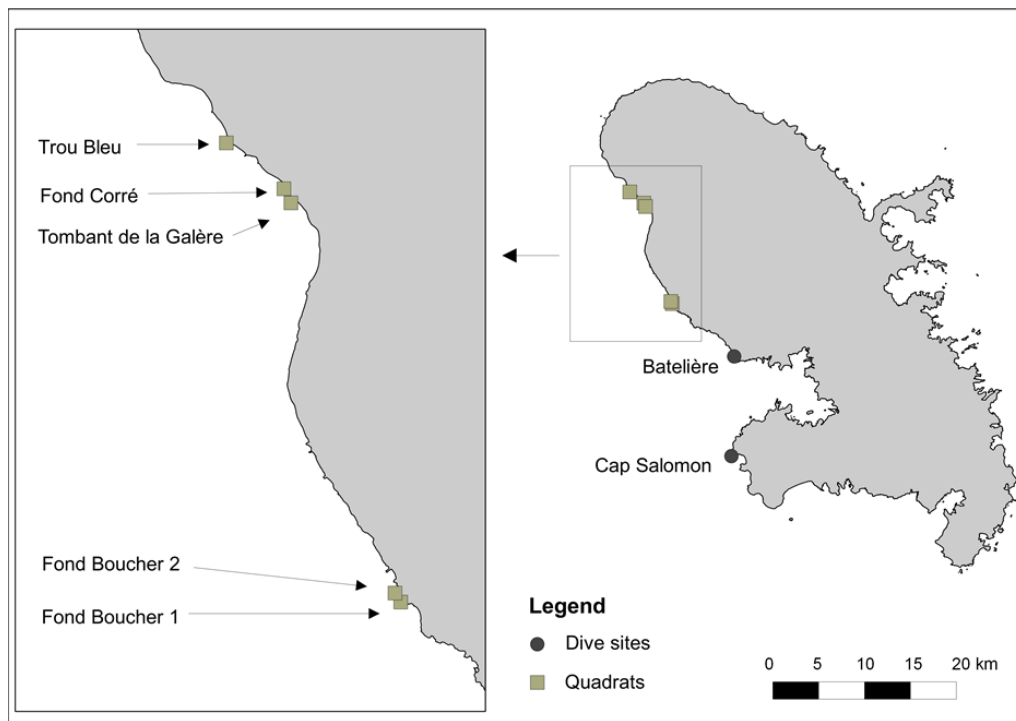 Trou Bleu
Fond Corré
Tombant de la Galère
Fond Boucher 2
Fond Boucher 1
Batelière
Cap Salomon
Legend
Dive sites
Quadrats
0 5 10 15 20 km